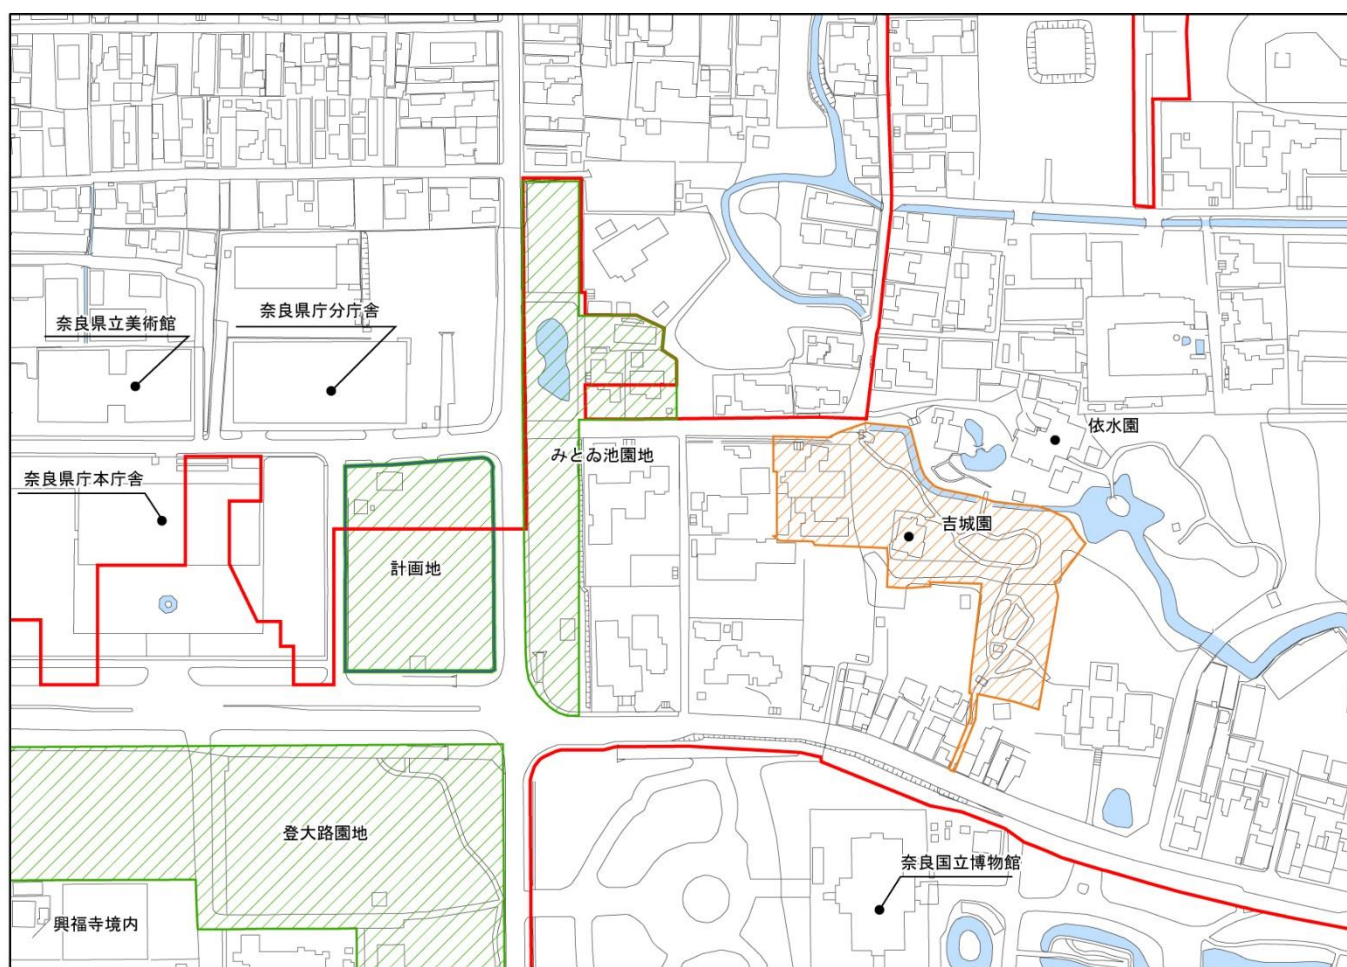 奈良県庁分庁舎
奈良県立美術館
依水園
みとゐ池園地
奈良県庁本庁舎
吉城園
計画地
登大路園地
奈良国立博物館
興福寺境内